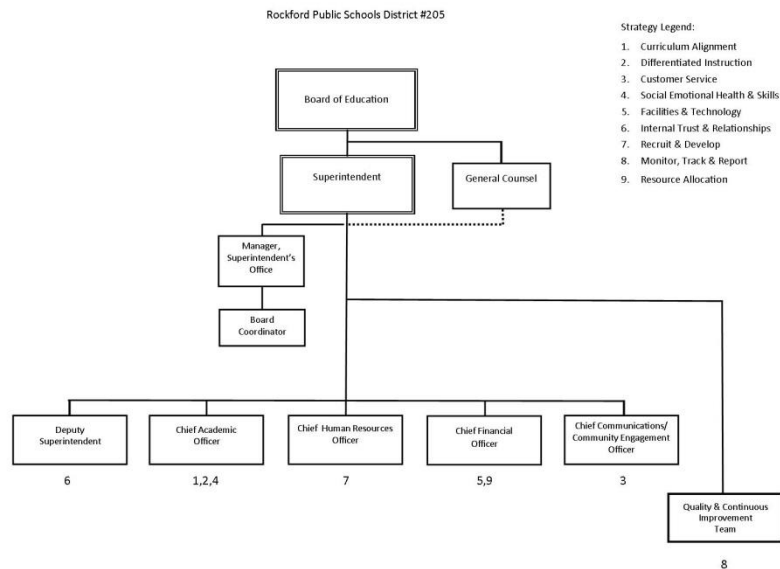 Rockford Public Schools District #205
Strategy Legend:
1. Curriculum Alignment
2. Differentiated Instruction
3. Customer Service
4. Social Emotional Health & Skills
5. Facilities & Technology
6. Internal Trust & Relationships
7. Recruit & Develop
8. Monitor, Track & Report
9. Resource Allocation
Board of Education
Superintendent
General Counsel
Manager,
Superintendent's
Office
Board
Coordinator
Deputy
Superintendent
Chief Academic
Officer
Chief Human Resources
Officer
Chief Financial
Officer
Chief Communications/
Community Engagement
Officer
6
1,2,4
7
5,9
3
Quality & Continuous
Improvement
Team
8